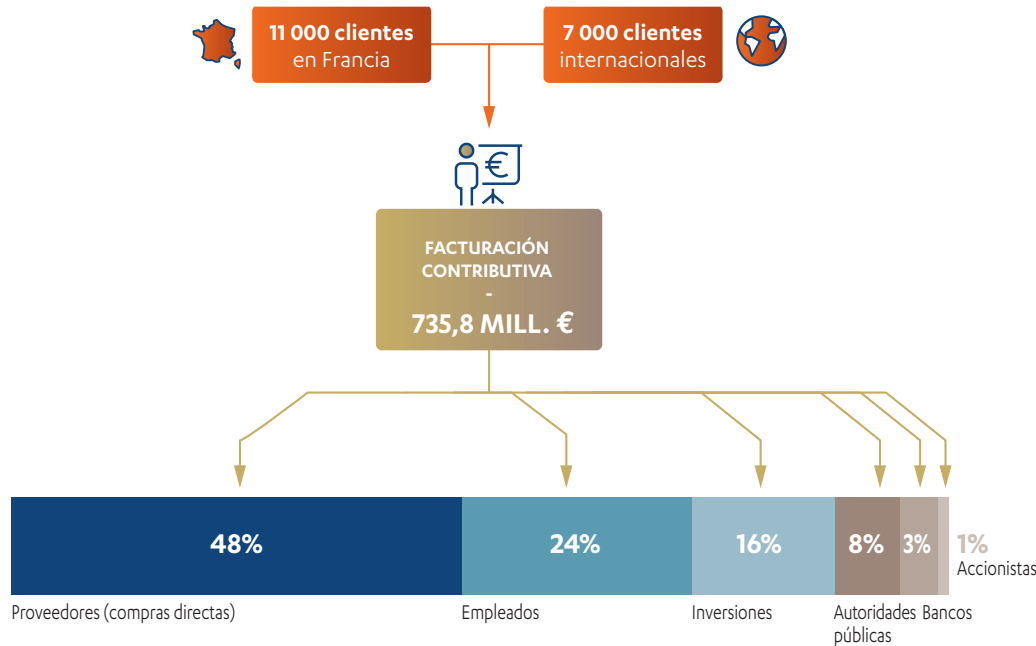 11 000 clientes
en Francia
7 000 clientes
internacionales
€
FACTURACIÓN
CONTRIBUTIVA
-
735,8 MILL. €
48%
24%
16%
8%
3%
1%
Accionistas
Proveedores (compras directas)
Empleados
Inversiones
Autoridades
públicas
Bancos